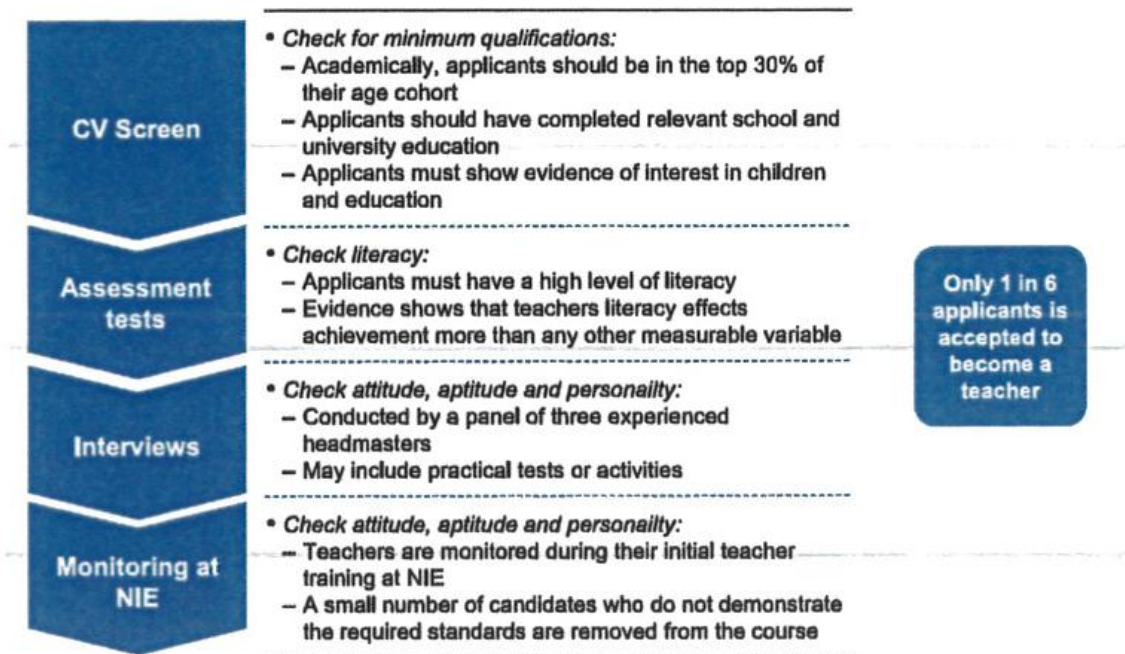 CV Screen
• Check for minimum qualifications:
– Academically, applicants should be in the top 30% of
their age cohort
– Applicants should have completed relevant school and
university education
– Applicants must show evidence of interest in children
and education
Assessment
tests
• Check literacy:
– Applicants must have a high level of literacy
– Evidence shows that teachers literacy effects
achievement more than any other measurable variable
Interviews
• Check attitude, aptitude and personailty:
– Conducted by a panel of three experienced
headmasters
– May include practical tests or activities
Monitoring at
NIE
• Check attitude, aptitude and personailty:
– Teachers are monitored during their initial teacher
training at NIE
– A small number of candidates who do not demonstrate
the required standards are removed from the course
Only 1 in 6
applicants is
accepted to
become a
teacher